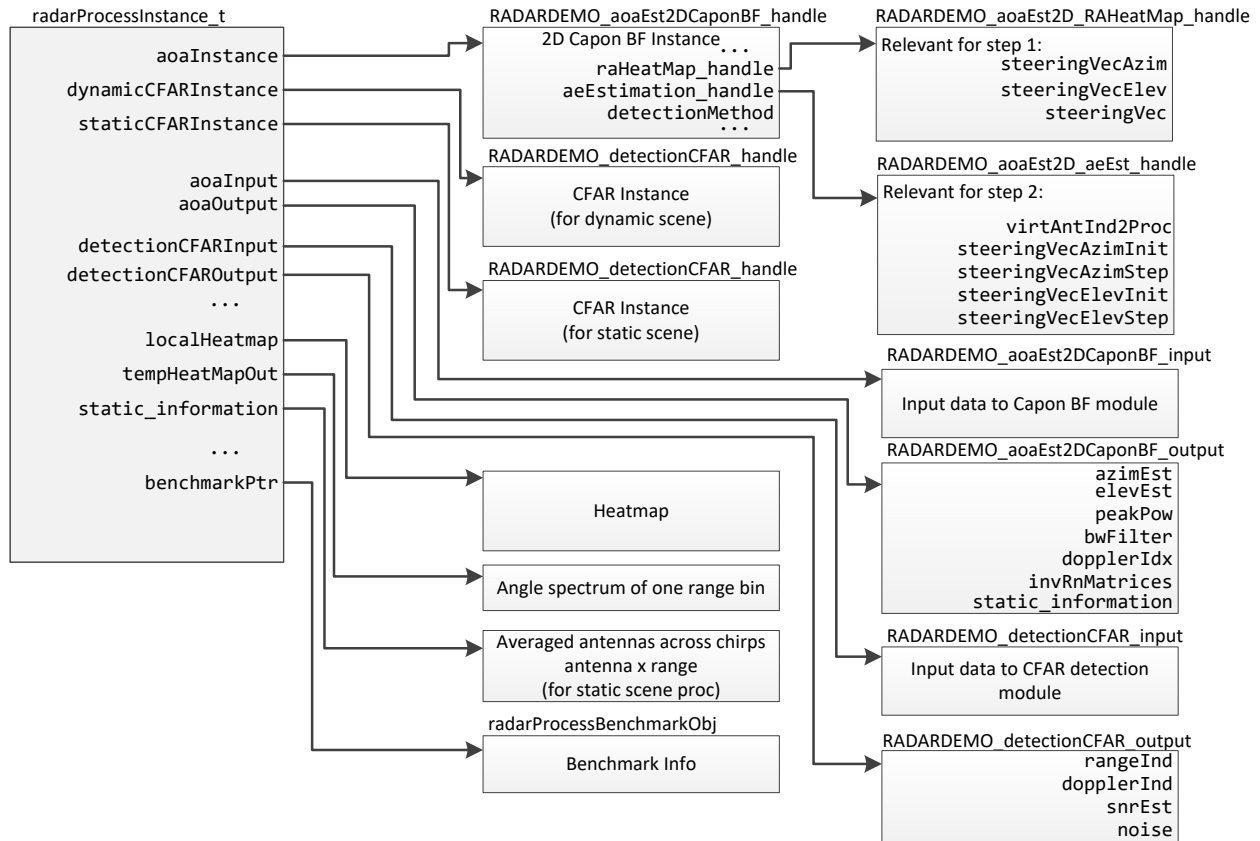 radarProcessInstance_t
aoaInstance
dynamicCFARInstance
staticCFARInstance
aoaInput
aoaOutput
detectionCFARInput
detectionCFAROutput
...
localHeatmap
tempHeatMapOut
static_information
...
benchmarkPtr
RADARDEMO_aoaEst2DCaponBF_handle
2D Capon BF Instance
...
raHeatMap_handle
aeEstimation_handle
detectionMethod
...
RADARDEMO_detectionCFAR_handle
CFAR Instance
(for dynamic scene)
RADARDEMO_detectionCFAR_handle
CFAR Instance
(for static scene)
Heatmap
Angle spectrum of one range bin
Averaged antennas across chirps
antenna x range
(for static scene proc)
radarProcessBenchmarkObj
Benchmark Info
RADARDEMO_aoaEst2D_RAHeatMap_handle
Relevant for step 1:
steeringVecAzim
steeringVecElev
steeringVec
RADARDEMO_aoaEst2D_aeEst_handle
Relevant for step 2:
virtAntInd2Proc
steeringVecAzimInit
steeringVecAzimStep
steeringVecElevInit
steeringVecElevStep
RADARDEMO_aoaEst2DCaponBF_input
Input data to Capon BF module
RADARDEMO_aoaEst2DCaponBF_output
azimEst
elevEst
peakPow
bwFilter
dopplerIdx
invRnMatrices
static_information
RADARDEMO_detectionCFAR_input
Input data to CFAR detection
module
RADARDEMO_detectionCFAR_output
rangeInd
dopplerInd
snrEst
noise